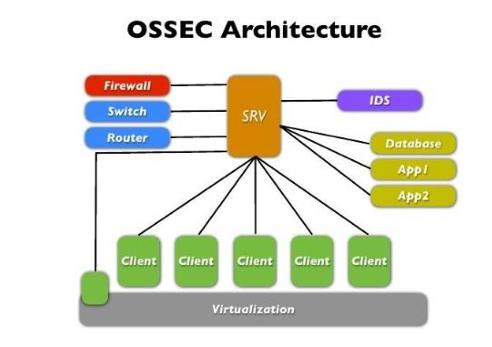 OSSEC Architecture
Firewall
Switch
Router
SRV
IDS
Database
App1
App2
Client Client Client Client Client
Virtualization